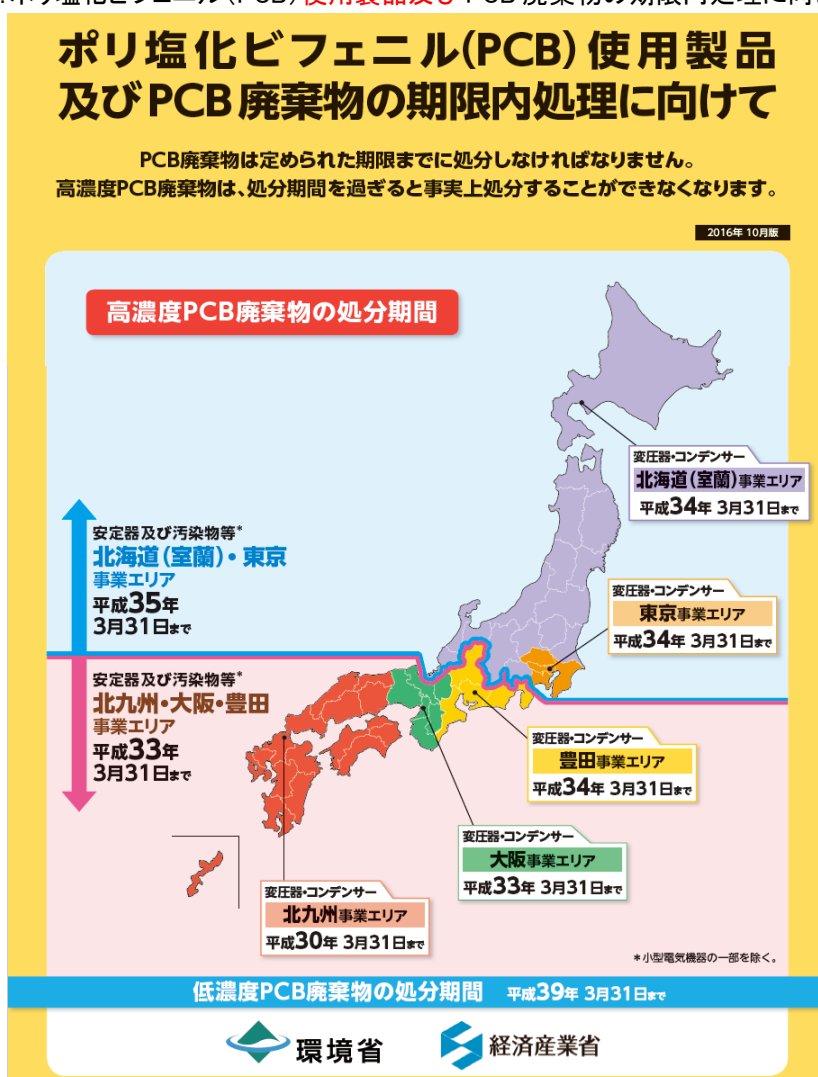 ポリ塩化ビフェニル(PCB)使用製品
及びPCB廃棄物の期限内処理に向けて
PCB廃棄物は定められた期限までに処分しなければなりません。
高濃度PCB廃棄物は、処分期間を過ぎると事実上処分することができなくなります。
2016年 10月版
高濃度PCB廃棄物の処分期間
変圧器・コンデンサー
北海道(室蘭)事業エリア
平成34年 3月31日まで
安定器及び汚染物等*
北海道(室蘭)・東京
事業エリア
平成35年
3月31日まで
変圧器・コンデンサー
東京事業エリア
平成34年 3月31日まで
安定器及び汚染物等*
北九州・大阪・豊田
事業エリア
平成33年
3月31日まで
変圧器・コンデンサー
豊田事業エリア
平成34年 3月31日まで
変圧器・コンデンサー
大阪事業エリア
平成33年 3月31日まで
変圧器・コンデンサー
北九州事業エリア
平成30年 3月31日まで
*小型電気機器の一部を除く。
低濃度PCB廃棄物の処分期間 平成39年 3月31日まで
環境省
経済産業省